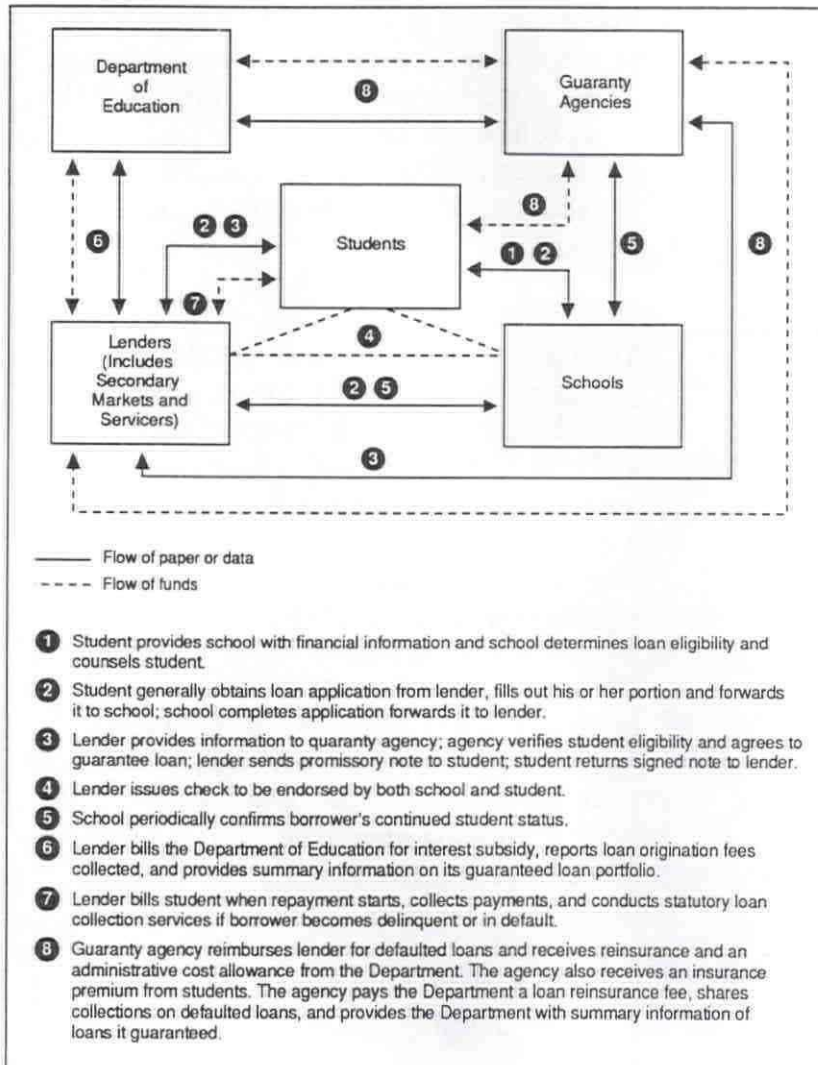 Department
of
Education
Guaranty
Agencies
8
Students
2 3
8
6
1 2
5
8
7
Lenders
(Includes
Secondary
Markets and
Servicers)
4
Schools
2 5
3
Flow of paper or data
Flow of funds
1 Student provides school with financial information and school determines loan eligibility and
counsels student.
2 Student generally obtains loan application from lender, fills out his or her portion and forwards
it to school; school completes application forwards it to lender.
3 Lender provides information to quaranty agency; agency verifies student eligibility and agrees to
guarantee loan; lender sends promissory note to student; student returns signed note to lender.
4 Lender issues check to be endorsed by both school and student.
5 School periodically confirms borrower's continued student status.
6 Lender bills the Department of Education for interest subsidy, reports loan origination fees
collected, and provides summary information on its guaranteed loan portfolio.
7 Lender bills student when repayment starts, collects payments, and conducts statutory loan
collection services if borrower becomes delinquent or in default.
8 Guaranty agency reimburses lender for defaulted loans and receives reinsurance and an
administrative cost allowance from the Department. The agency also receives an insurance
premium from students. The agency pays the Department a loan reinsurance fee, shares
collections on defaulted loans, and provides the Department with summary information of
loans it guaranteed.